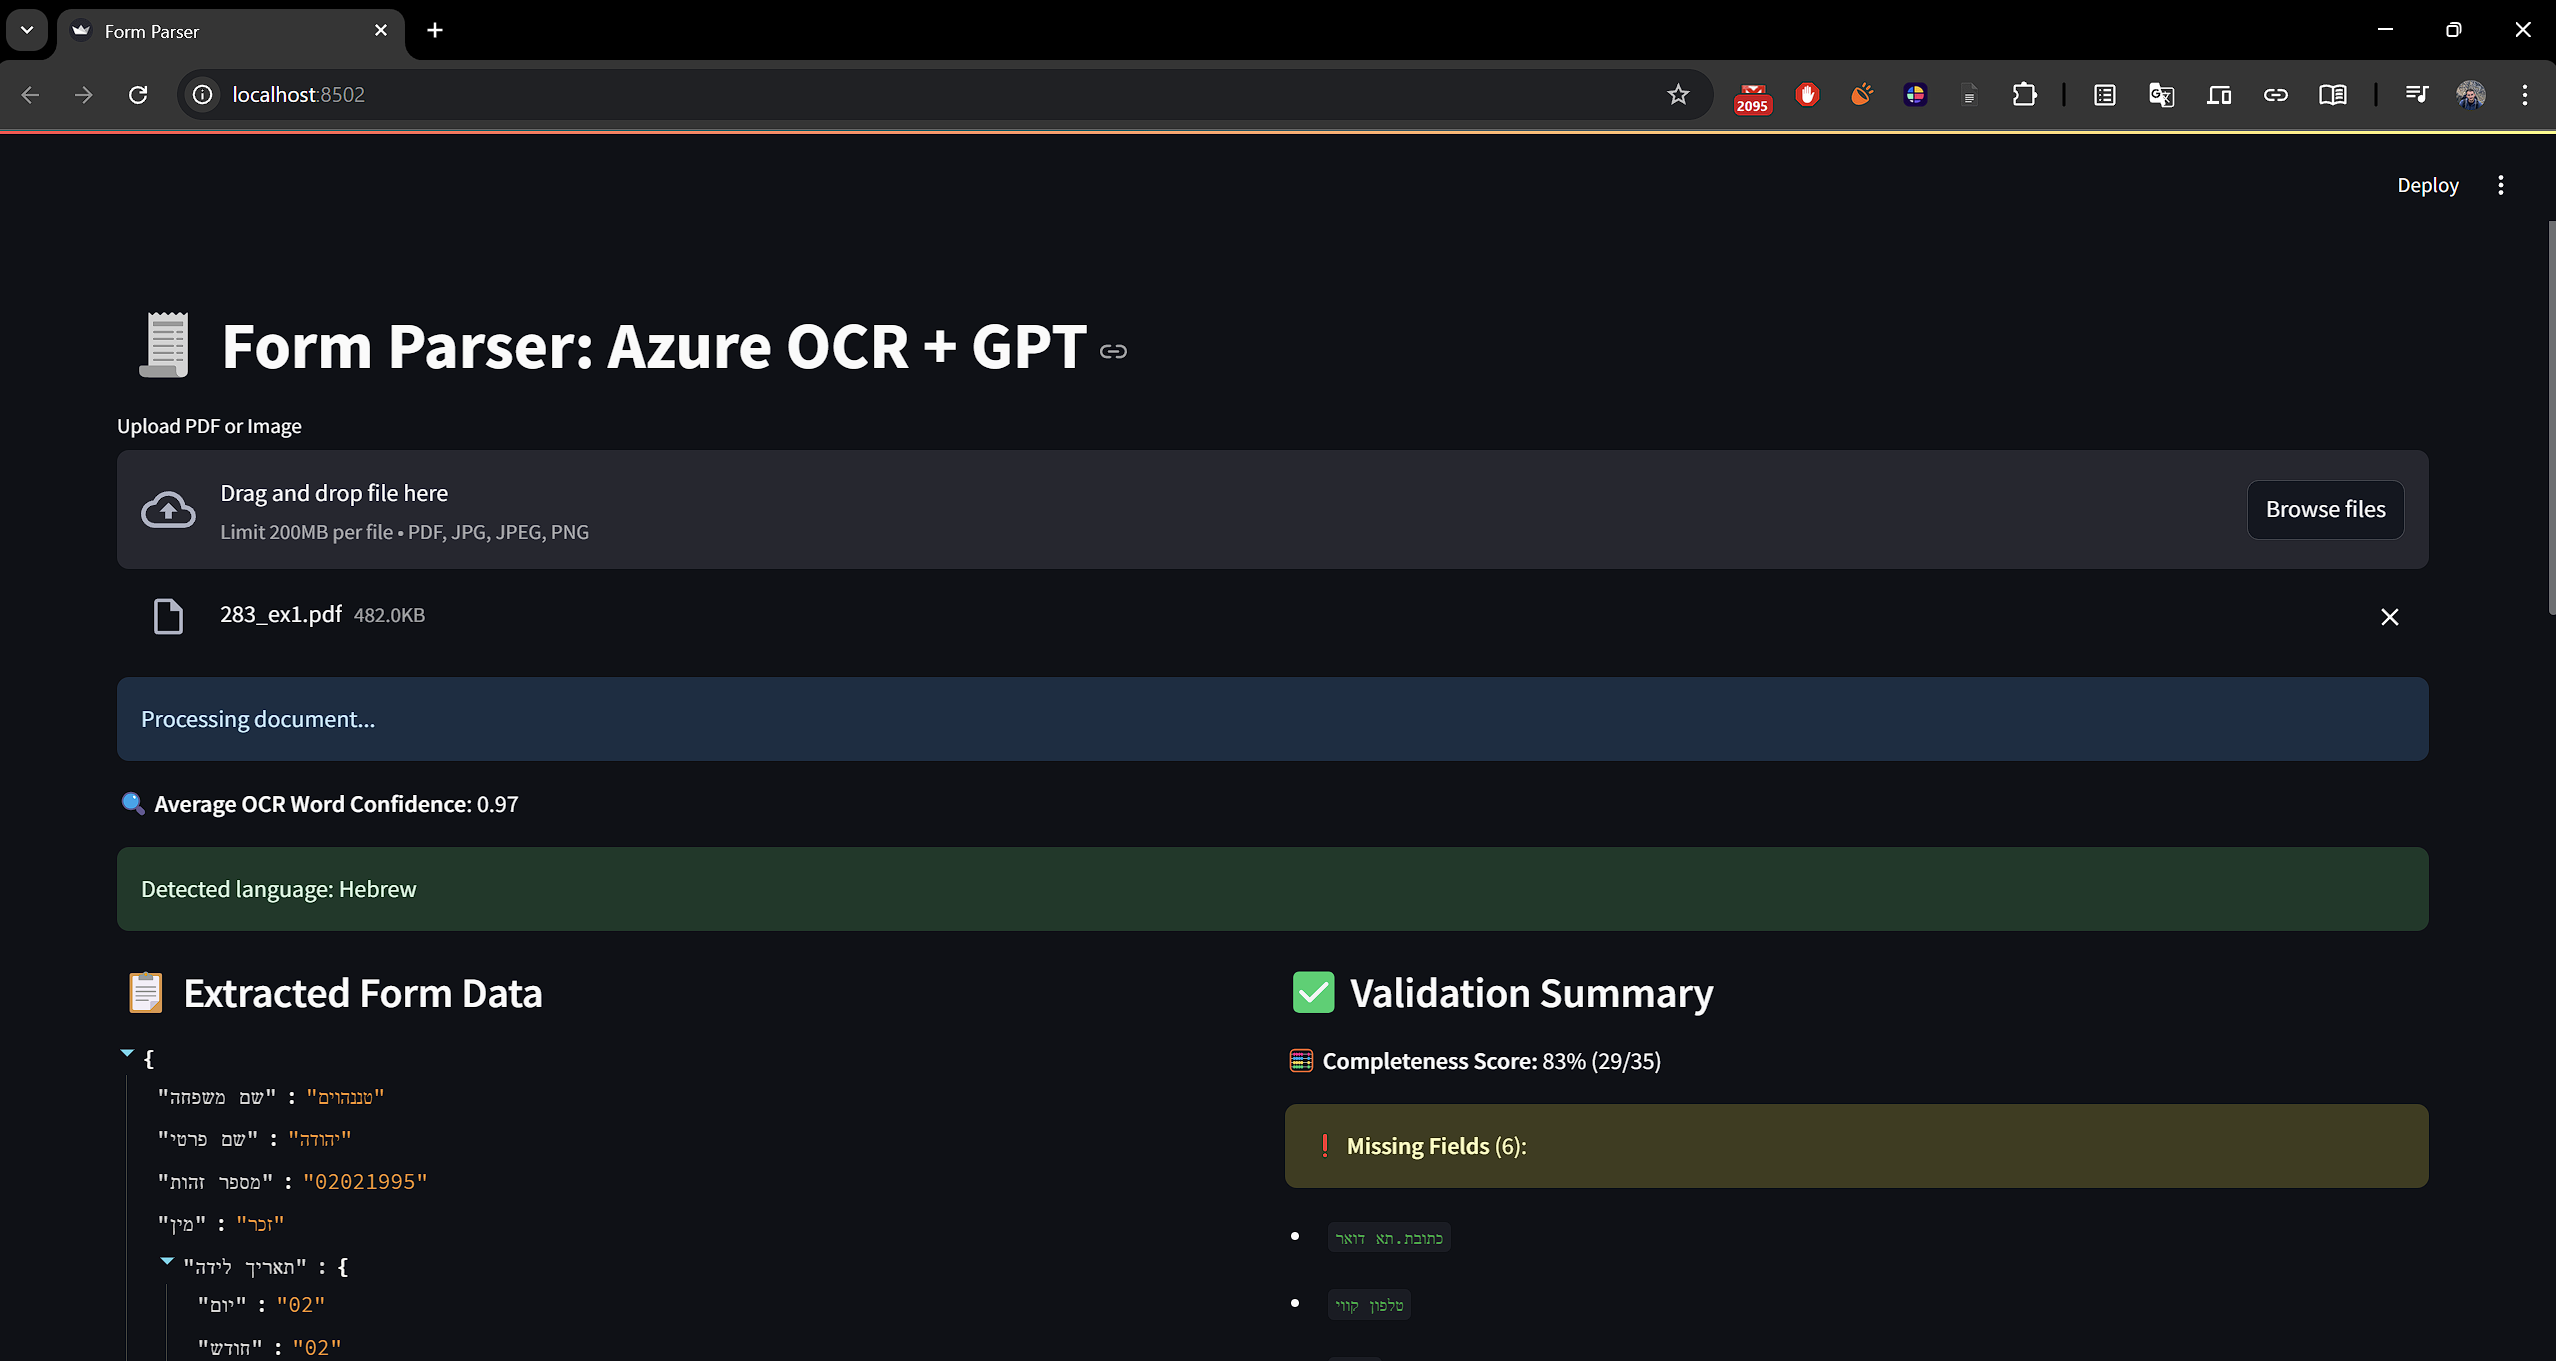 Form Parser
localhost:8502
2095
Deploy
Form Parser: Azure OCR + GPT
Upload PDF or Image
Drag and drop file here
Limit 200MB per file • PDF, JPG, JPEG, PNG
Browse files
283_ex1.pdf 482.0KB
Processing document...
Average OCR Word Confidence: 0.97
Detected language: Hebrew
Extracted Form Data
{
"שם משפחה" : "טננהוים"
"שם פרטי" : "יהודה"
"מספר זהות" : "02021995"
"מין" : "זכר"
"תאריך לידה" : {
"יום" : "02"
"חודש" : "02"
Validation Summary
Completeness Score: 83% (29/35)
Missing Fields (6):
כתובת.תא דואר
טלפון קווי